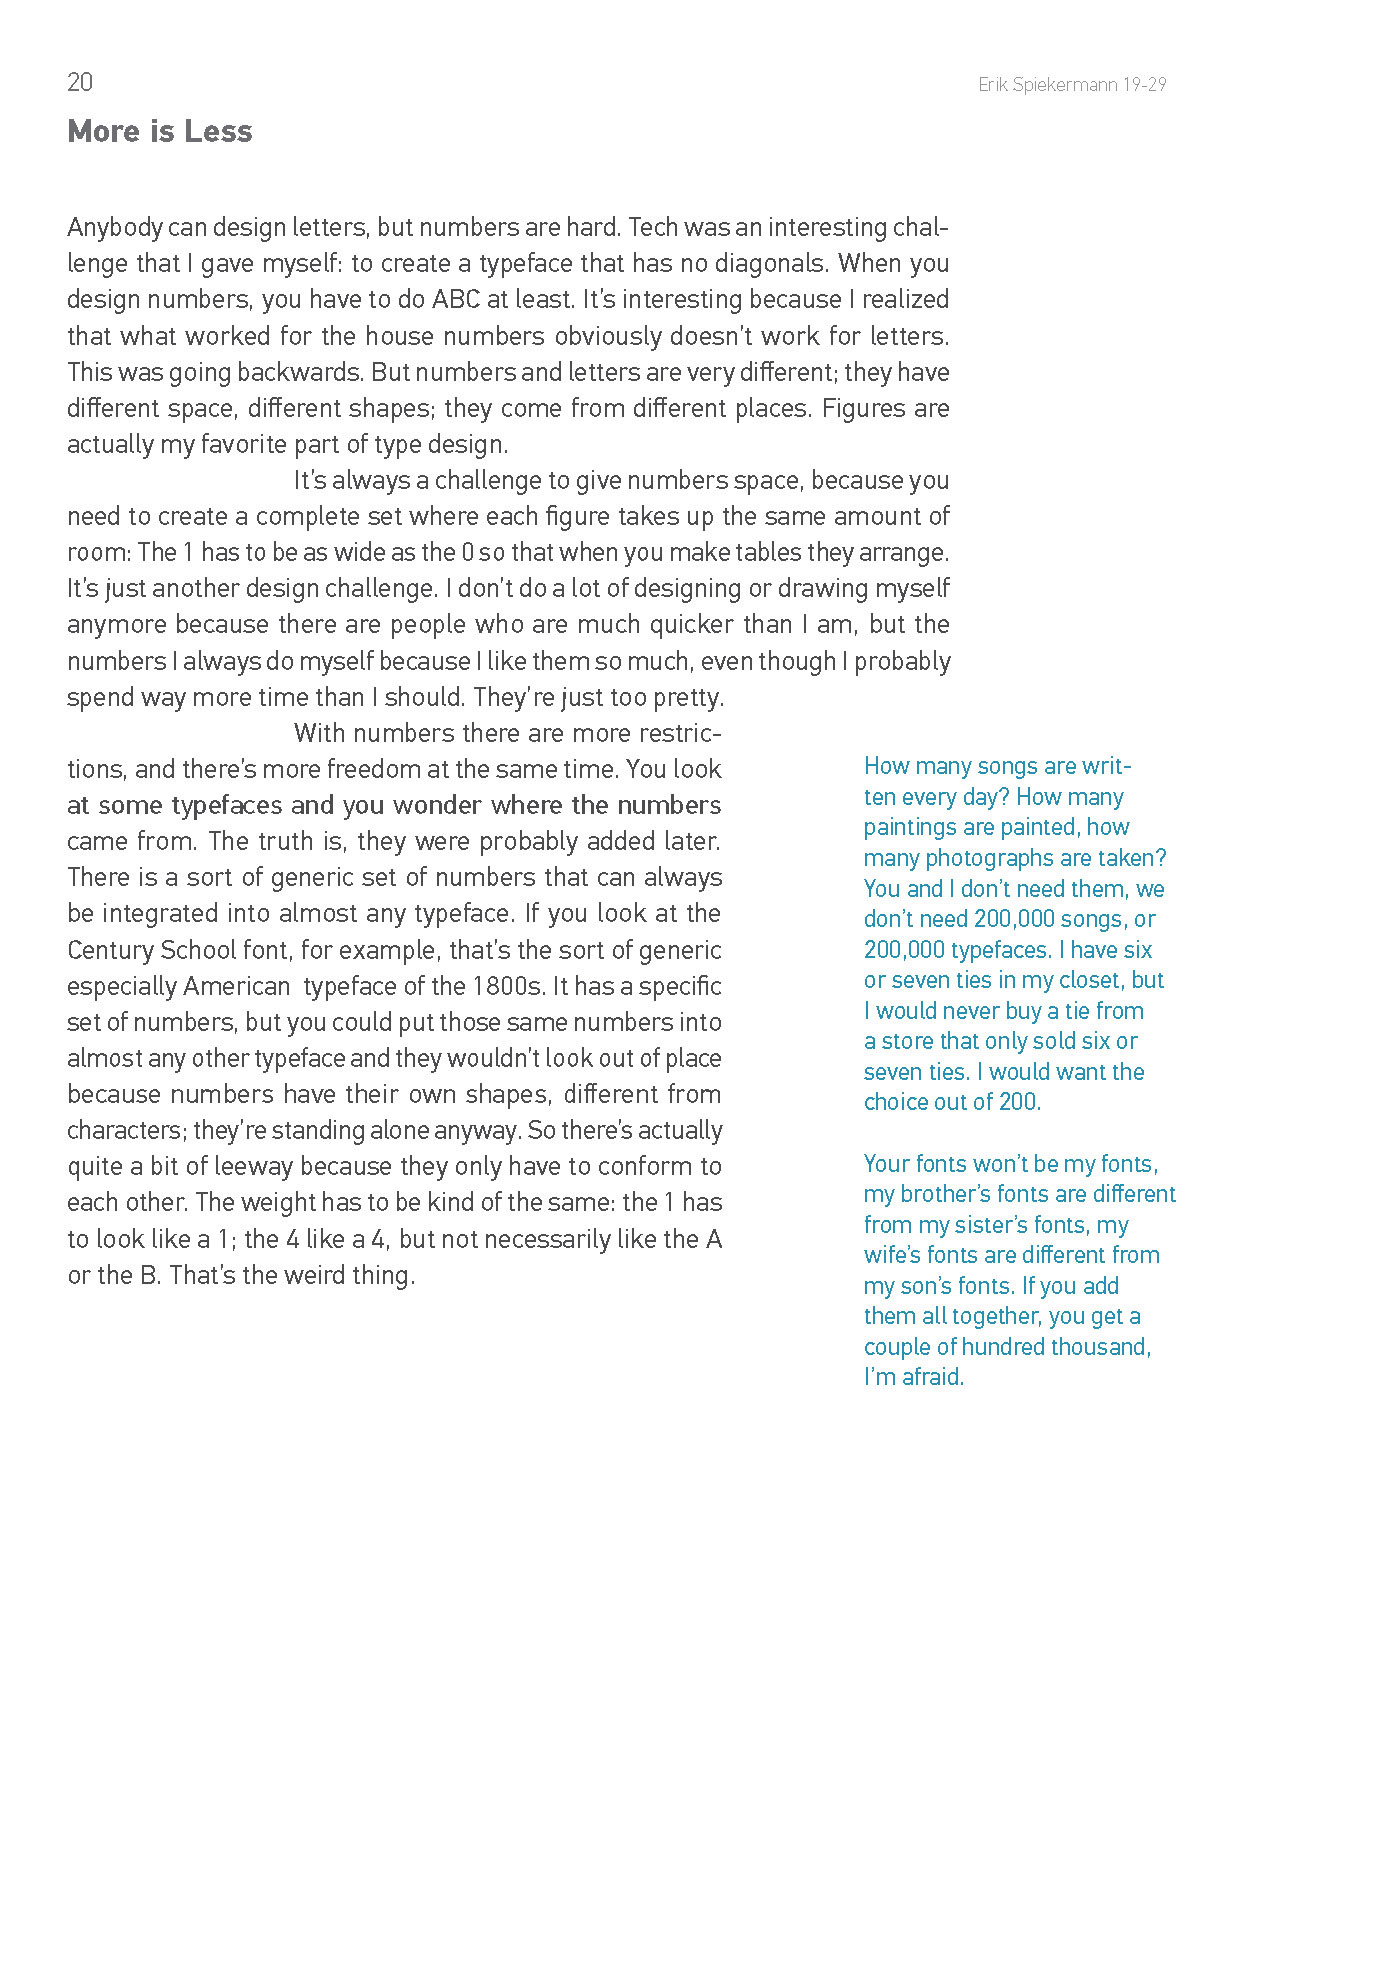 20
Erik Spiekermann 19-29
More is Less
Anybody can design letters, but numbers are hard. Tech was an interesting chal-
lenge that I gave myself: to create a typeface that has no diagonals. When you
design numbers, you have to do ABC at least. It's interesting because I realized
that what worked for the house numbers obviously doesn't work for letters.
This was going backwards. But numbers and letters are very different; they have
different space, different shapes; they come from different places. Figures are
actually my favorite part of type design.
It's always a challenge to give numbers space, because you
need to create a complete set where each figure takes up the same amount of
room: The 1 has to be as wide as the 0 so that when you make tables they arrange.
It's just another design challenge. I don't do a lot of designing or drawing myself
anymore because there are people who are much quicker than I am, but the
numbers I always do myself because I like them so much, even though I probably
spend way more time than I should. They're just too pretty.
With numbers there are more restric-
tions, and there's more freedom at the same time. You look
at some typefaces and you wonder where the numbers
came from. The truth is, they were probably added later.
There is a sort of generic set of numbers that can always
be integrated into almost any typeface. If you look at the
Century School font, for example, that's the sort of generic
especially American typeface of the 1800s. It has a specific
set of numbers, but you could put those same numbers into
almost any other typeface and they wouldn't look out of place
because numbers have their own shapes, different from
characters; they're standing alone anyway. So there's actually
quite a bit of leeway because they only have to conform to
each other. The weight has to be kind of the same: the 1 has
to look like a 1; the 4 like a 4, but not necessarily like the A
or the B. That's the weird thing.
How many songs are writ-
ten every day? How many
paintings are painted, how
many photographs are taken?
You and I don't need them, we
don't need 200,000 songs, or
200,000 typefaces. I have six
or seven ties in my closet, but
I would never buy a tie from
a store that only sold six or
seven ties. I would want the
choice out of 200.
Your fonts won't be my fonts,
my brother's fonts are different
from my sister's fonts, my
wife's fonts are different from
my son's fonts. If you add
them all together, you get a
couple of hundred thousand,
I'm afraid.